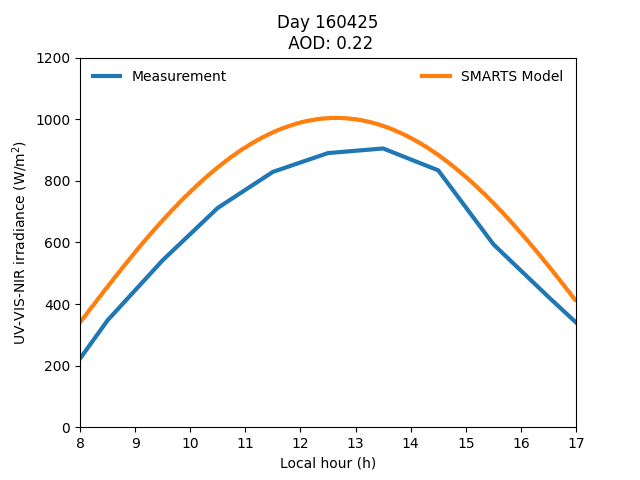 Day 160425
AOD: 0.22
Measurement
SMARTS Model
UV-VIS-NIR irradiance (W/m²)
1200
1000
800
600
400
200
0
8 9 10 11 12 13 14 15 16 17
Local hour (h)